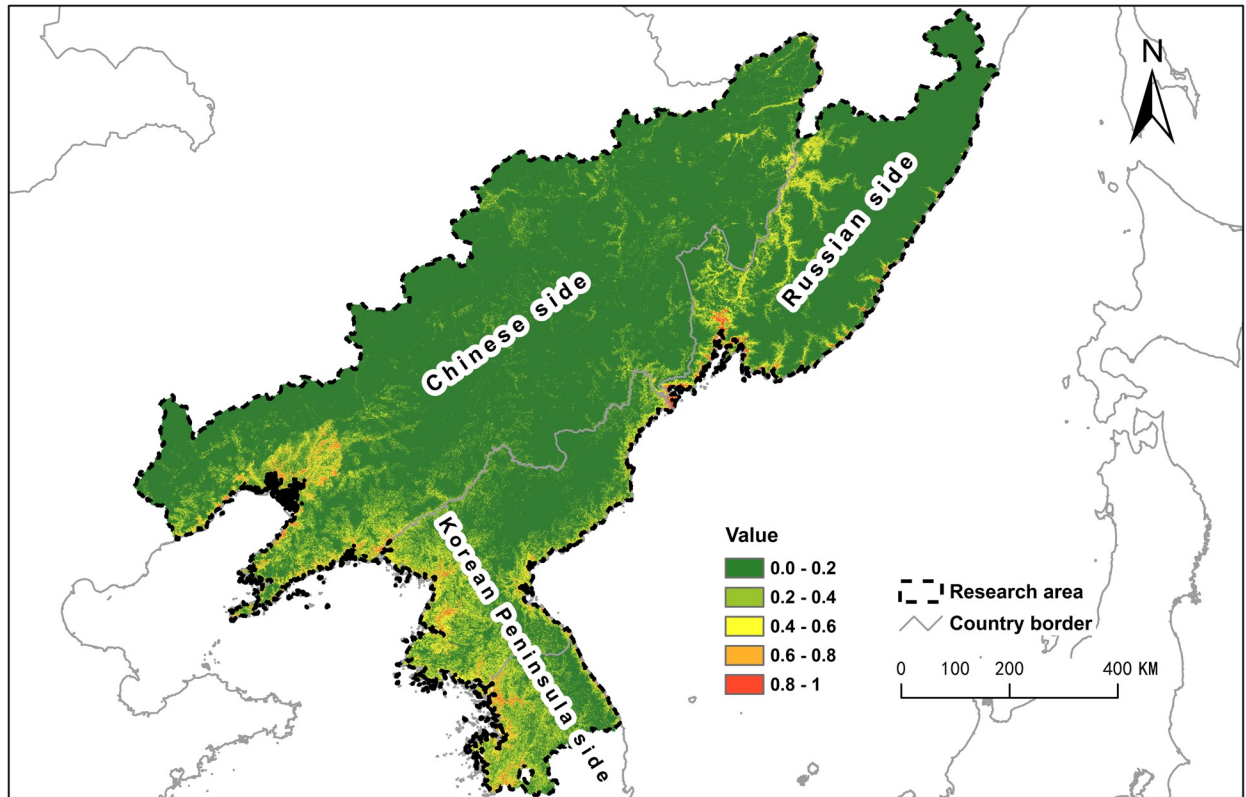 N
Russian side
Chinese side
Korean Peninsula side
Value
0.0 - 0.2
0.2 - 0.4
0.4 - 0.6
0.6 - 0.8
0.8 - 1
Research area
Country border
0 100 200 400 KM